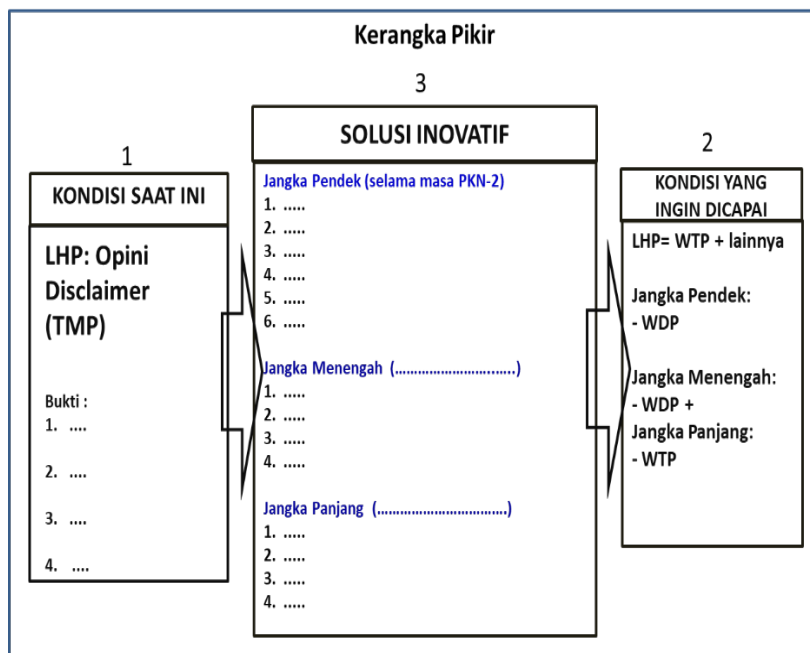 Kerangka Pikir
1
KONDISI SAAT INI
LHP: Opini
Disclaimer
(TMP)
Bukti :
1. ....
2. ....
3. ....
4. ....
3
SOLUSI INOVATIF
Jangka Pendek (selama masa PKN-2)
1. .....
2. .....
3. .....
4. .....
5. .....
6. .....
Jangka Menengah (............................)
1. .....
2. .....
3. .....
4. .....
Jangka Panjang (................................)
1. .....
2. .....
3. .....
4. .....
2
KONDISI YANG
INGIN DICAPAI
LHP= WTP + lainnya
Jangka Pendek:
- WDP
Jangka Menengah:
- WDP +
Jangka Panjang:
- WTP